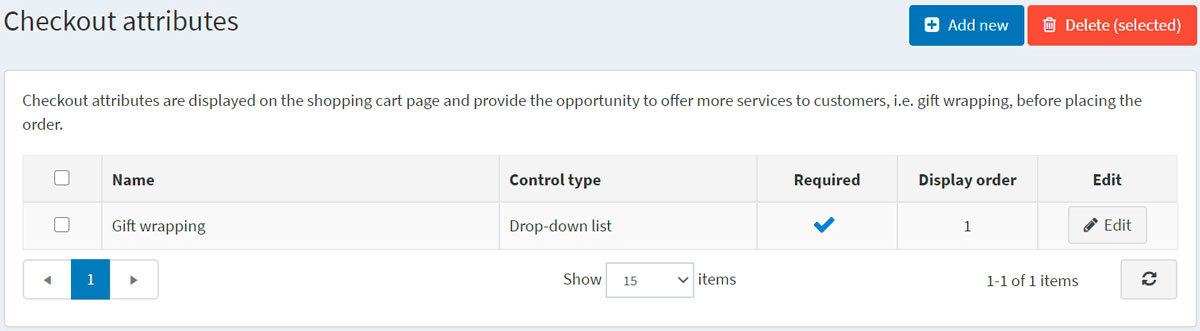 Checkout attributes
Add new
Delete (selected)
Checkout attributes are displayed on the shopping cart page and provide the opportunity to offer more services to customers, i.e. gift wrapping, before placing the
order.
Name Control type Required Display order Edit
Gift wrapping Drop-down list 1 Edit
1 Show 15 items 1-1 of 1 items